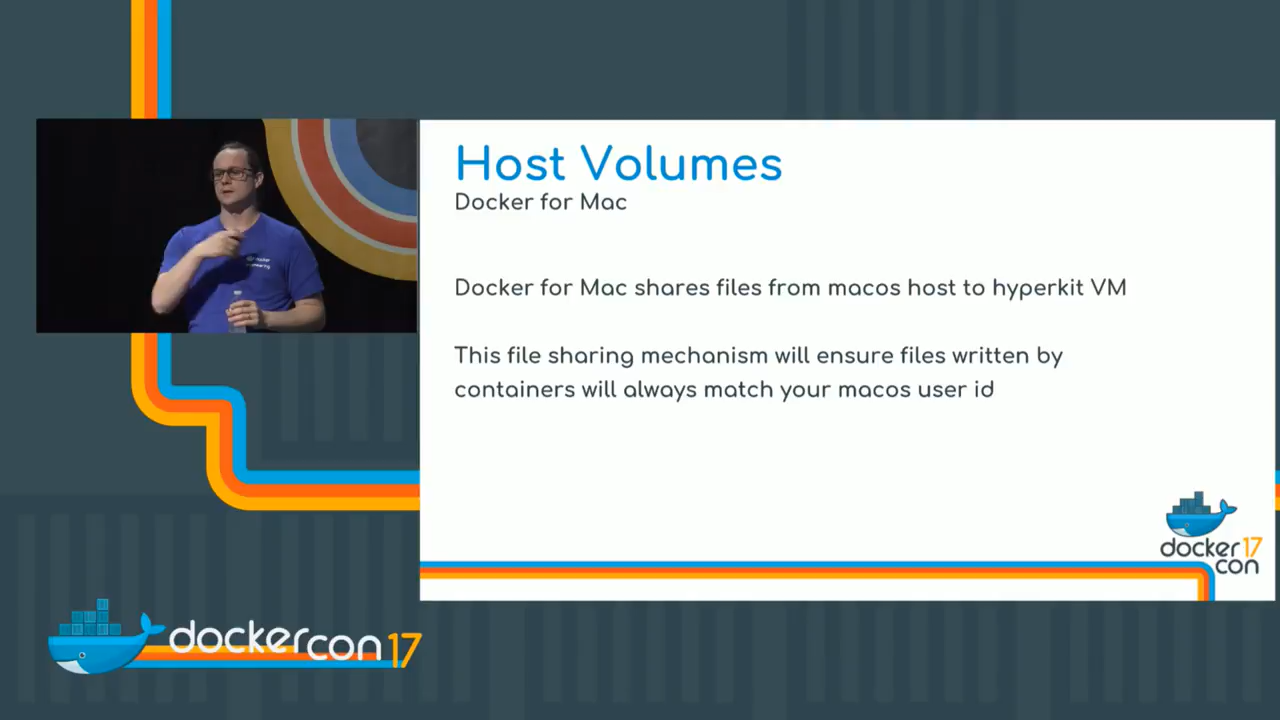 Host Volumes
Docker for Mac
Docker for Mac shares files from macos host to hyperkit VM
This file sharing mechanism will ensure files written by
containers will always match your macos user id
docker 17
con
dockercon 17
docker
engineering